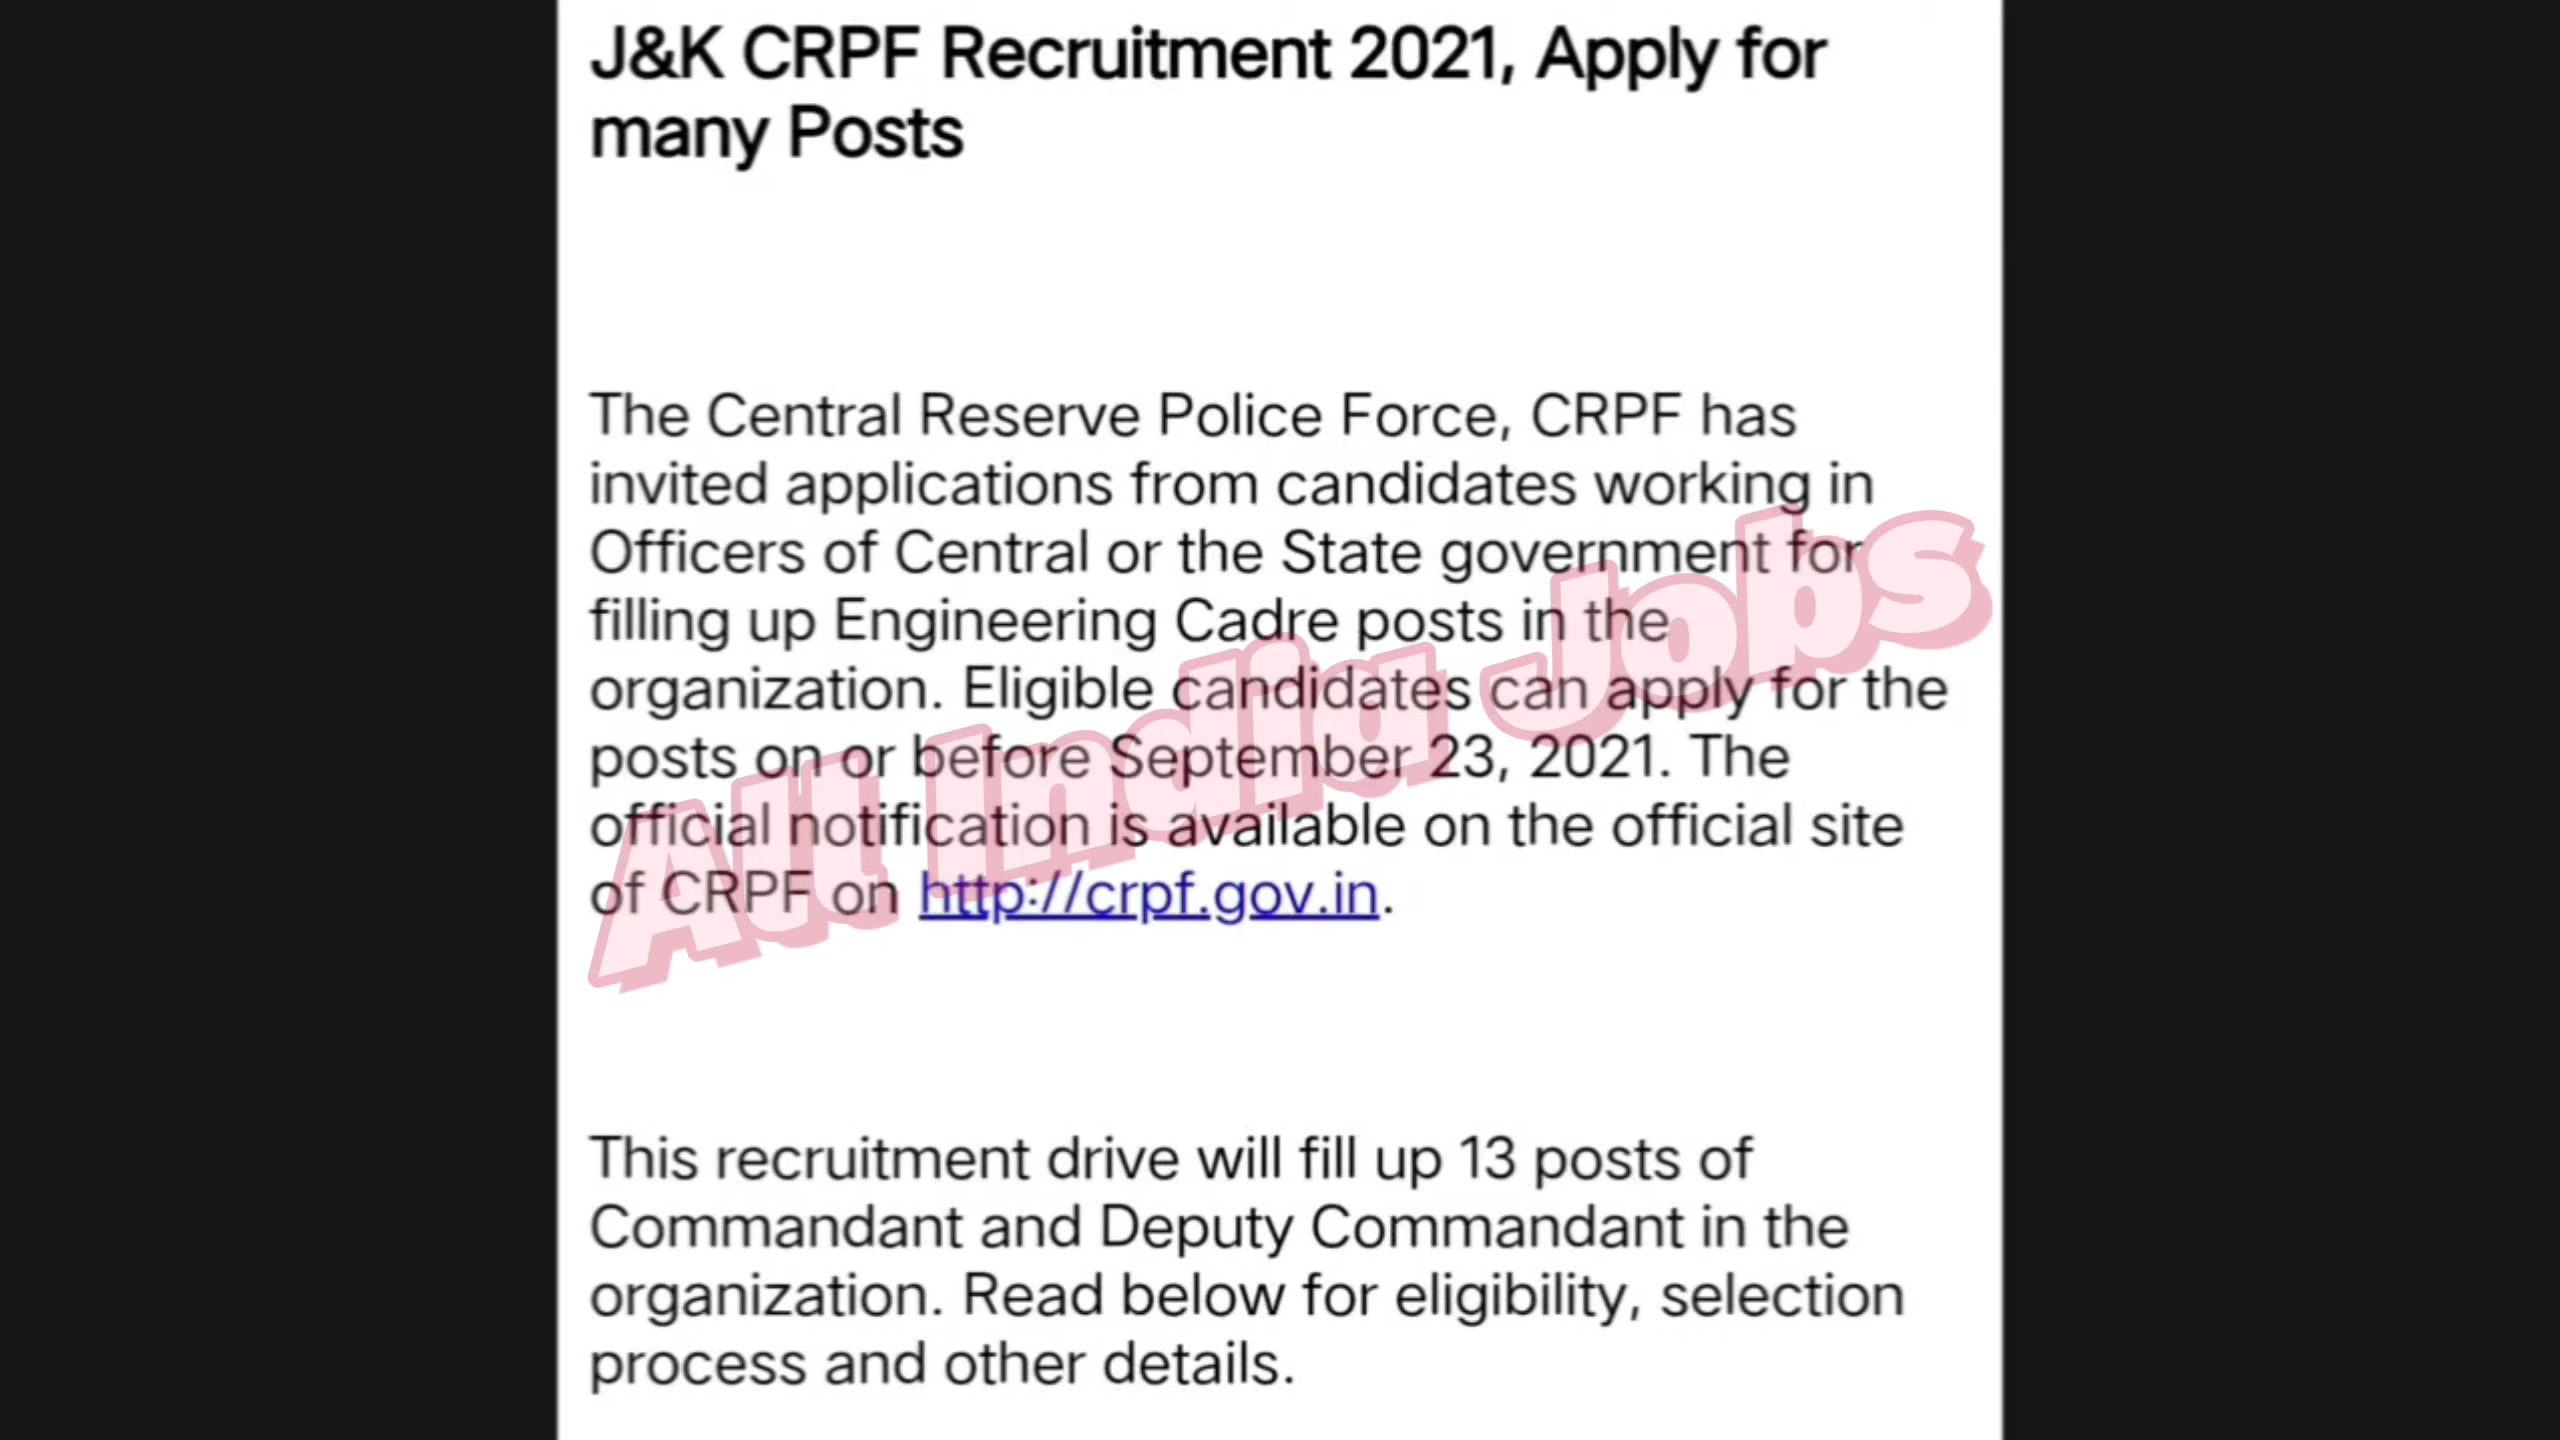 J&K CRPF Recruitment 2021, Apply for
many Posts
The Central Reserve Police Force, CRPF has
invited applications from candidates working in
Officers of Central or the State government for
filling up Engineering Cadre posts in the
organization. Eligible candidates can apply for the
posts on or before September 23, 2021. The
official notification is available on the official site
of CRPF on http://crpf.gov.in.
All India Jobs
This recruitment drive will fill up 13 posts of
Commandant and Deputy Commandant in the
organization. Read below for eligibility, selection
process and other details.